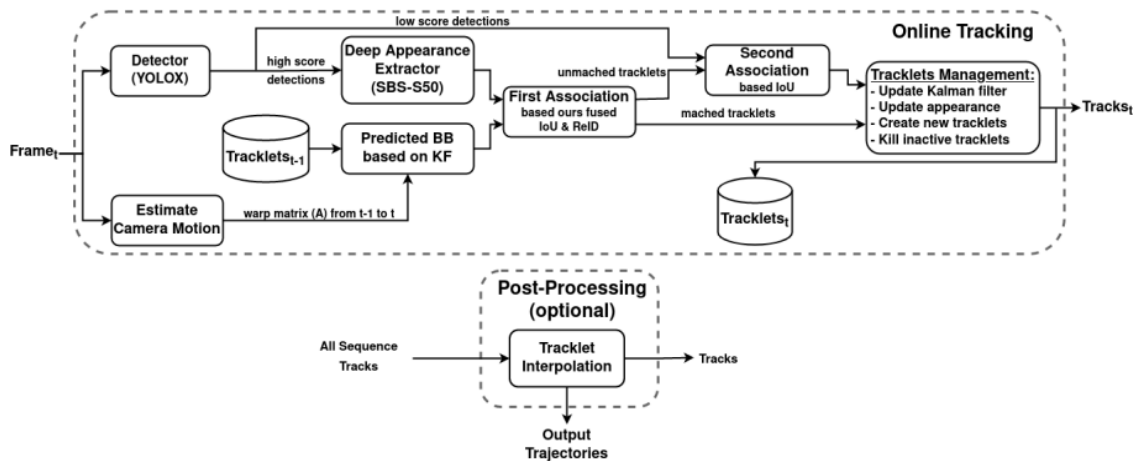 Online Tracking
low score detections
Detector
(YOLOX)
high score
detections
Deep Appearance
Extractor
(SBS-S50)
Second
Association
based IoU
unmached tracklets
First Association
based ours fused
IoU & ReID
mached tracklets
Tracklets Management:
- Update Kalman filter
- Update appearance
- Create new tracklets
- Kill inactive tracklets
Tracks_t
Frame_t
Tracklets_t-1
Predicted BB
based on KF
Estimate
Camera Motion
warp matrix (A) from t-1 to t
Tracklets_t
Post-Processing
(optional)
All Sequence
Tracks
Tracklet
Interpolation
Tracks
Output
Trajectories